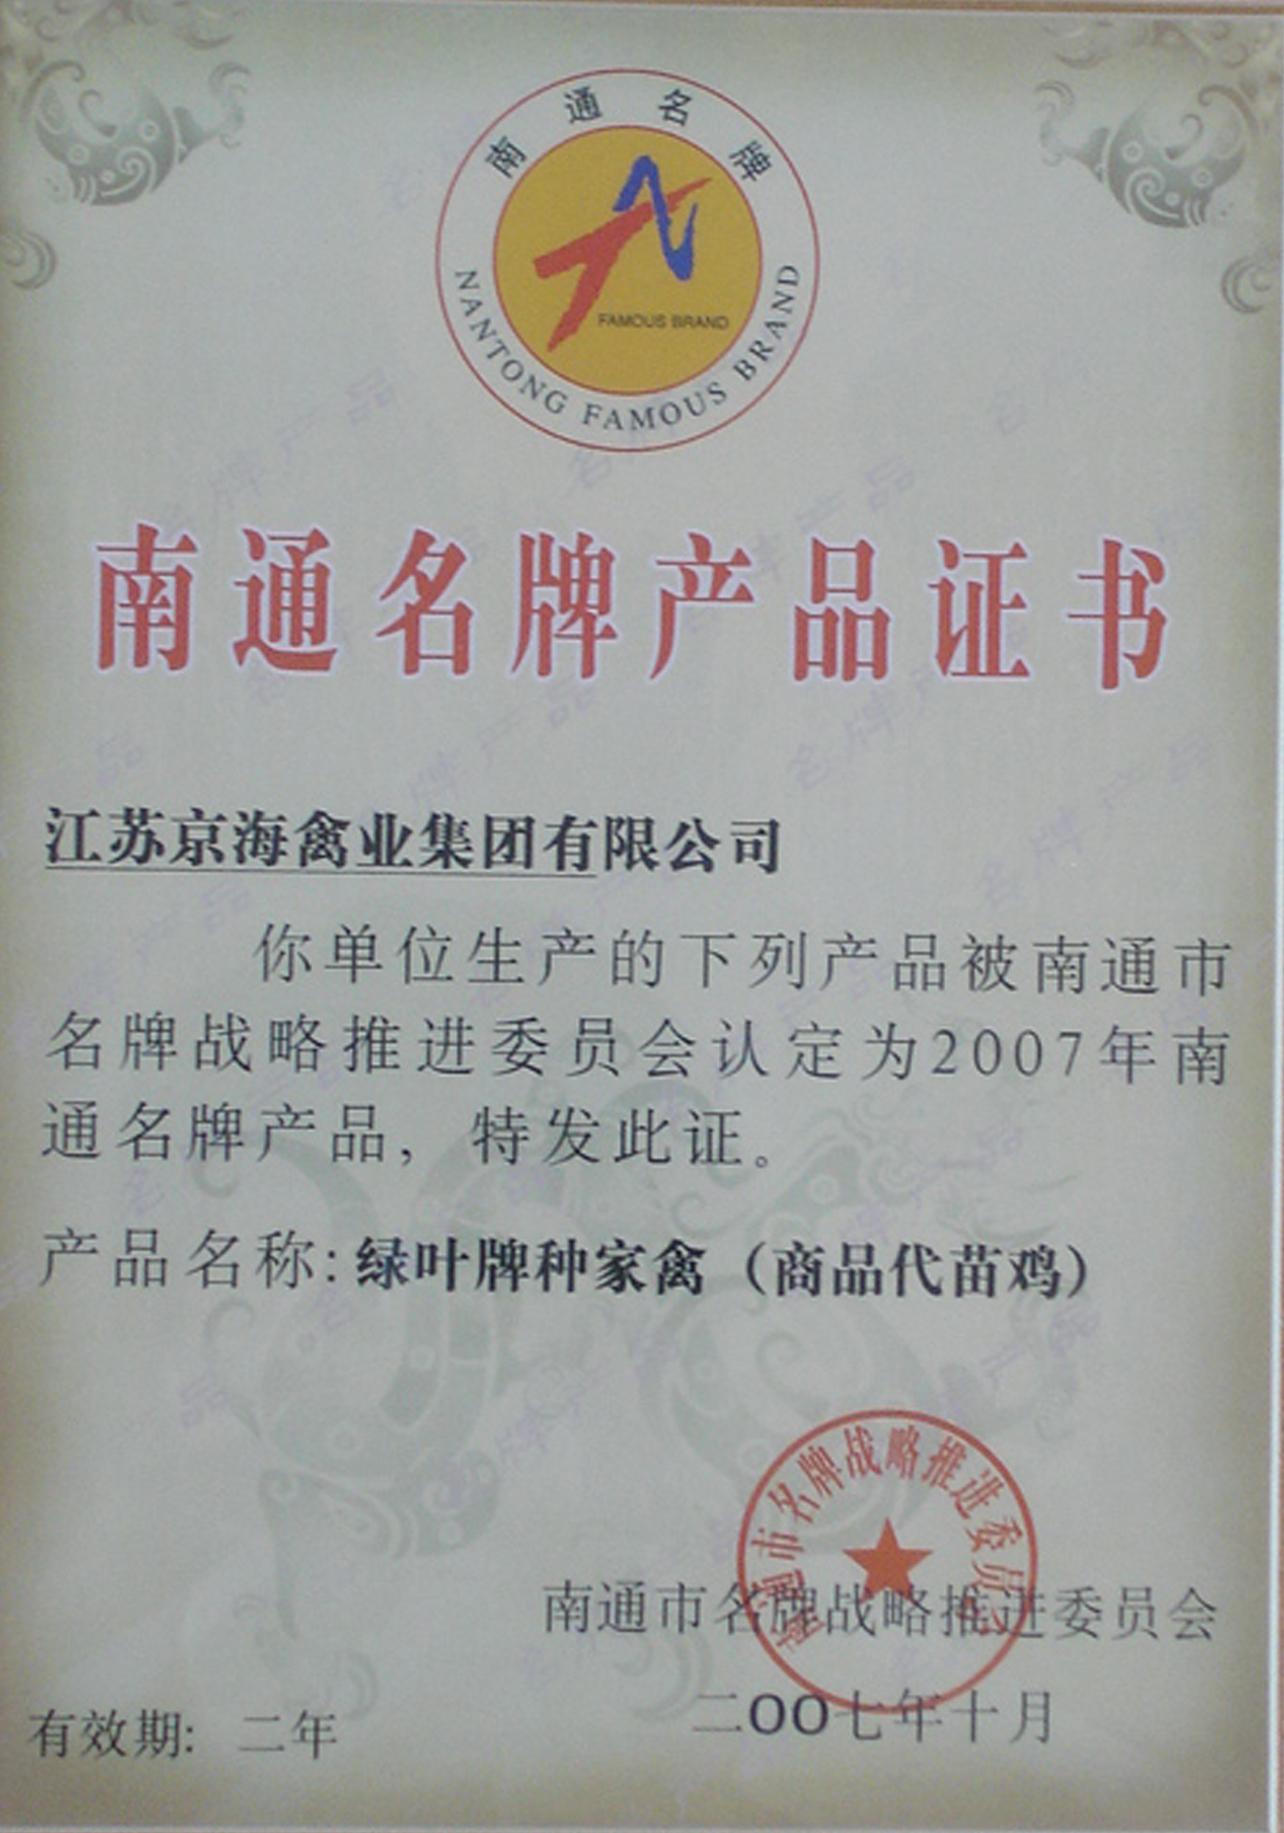 南通名牌
FAMOUS BRAND
NANTONG FAMOUS BRAND
南通名牌产品证书
江苏京海禽业集团有限公司
你单位生产的下列产品被南通市
名牌战略推进委员会认定为2007年南
通名牌产品，特发此证。
产品名称:绿叶牌种家禽（商品代苗鸡）
南通市名牌战略推进委员会
南通市名牌战略推进委员会
二OO七年十月
有效期: 二年